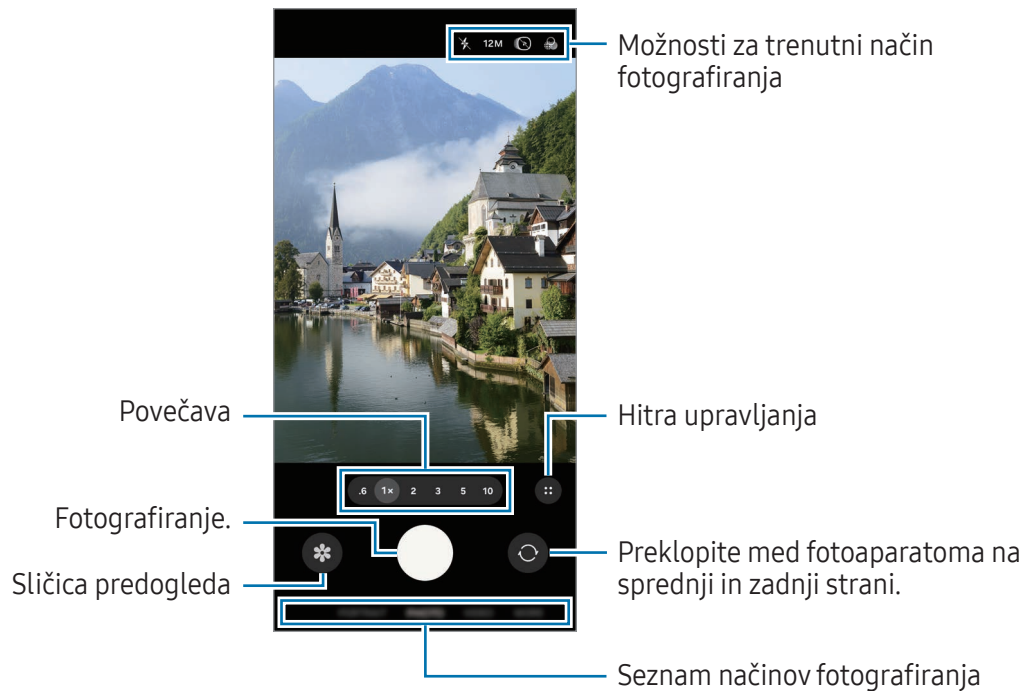 12M
Možnosti za trenutni način
fotografiranja
Povečava
Hitra upravljanja
.6 1× 2 3 5 10
Fotografiranje.
Preklopite med fotoaparatoma na
sprednji in zadnji strani.
Sličica predogleda
Seznam načinov fotografiranja